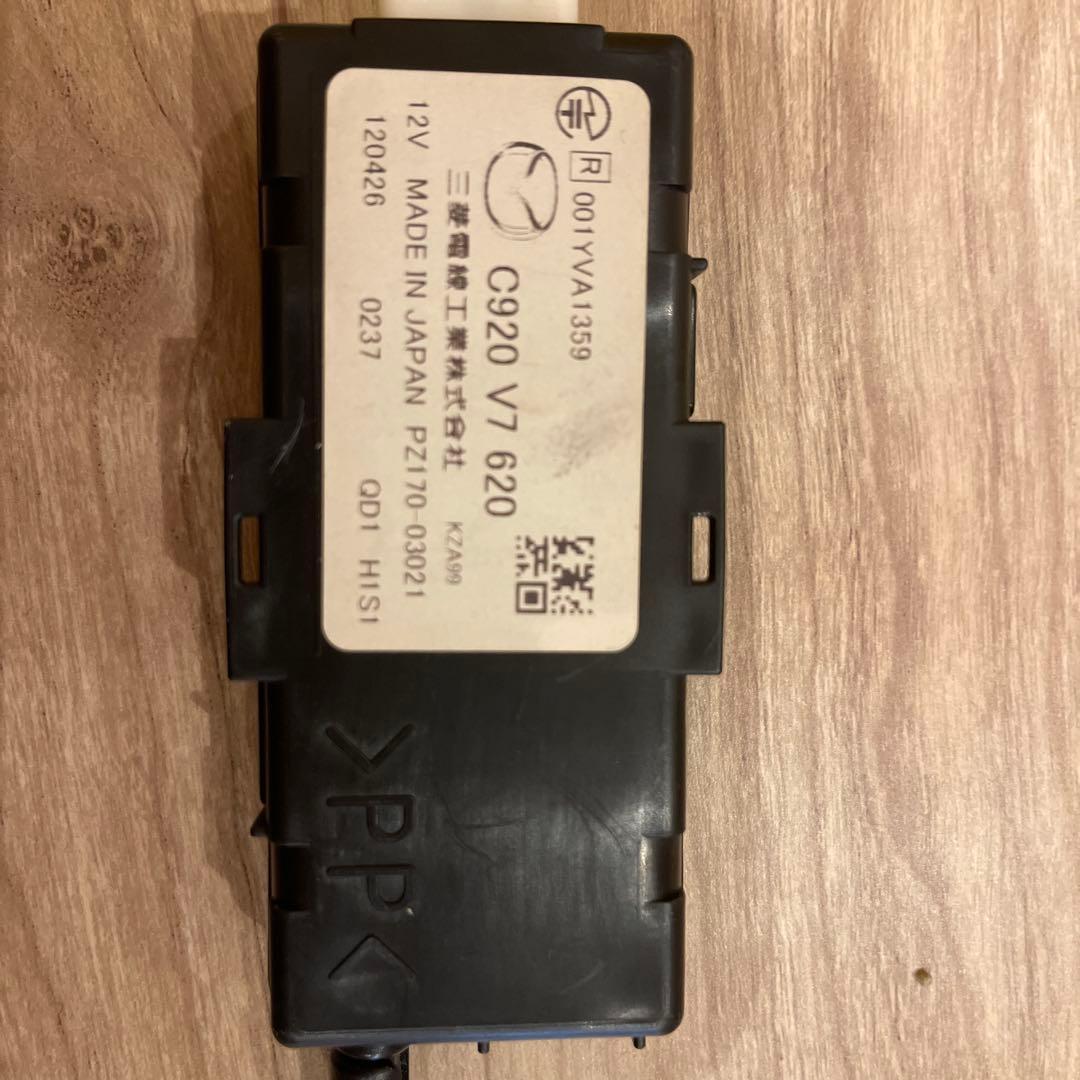 R 001YVA1359
C920 V7 620
三菱電線工業株式会社 KZA99
12V MADE IN JAPAN PZ170-03021
120426 0237 QD1 H1S1
>PP<